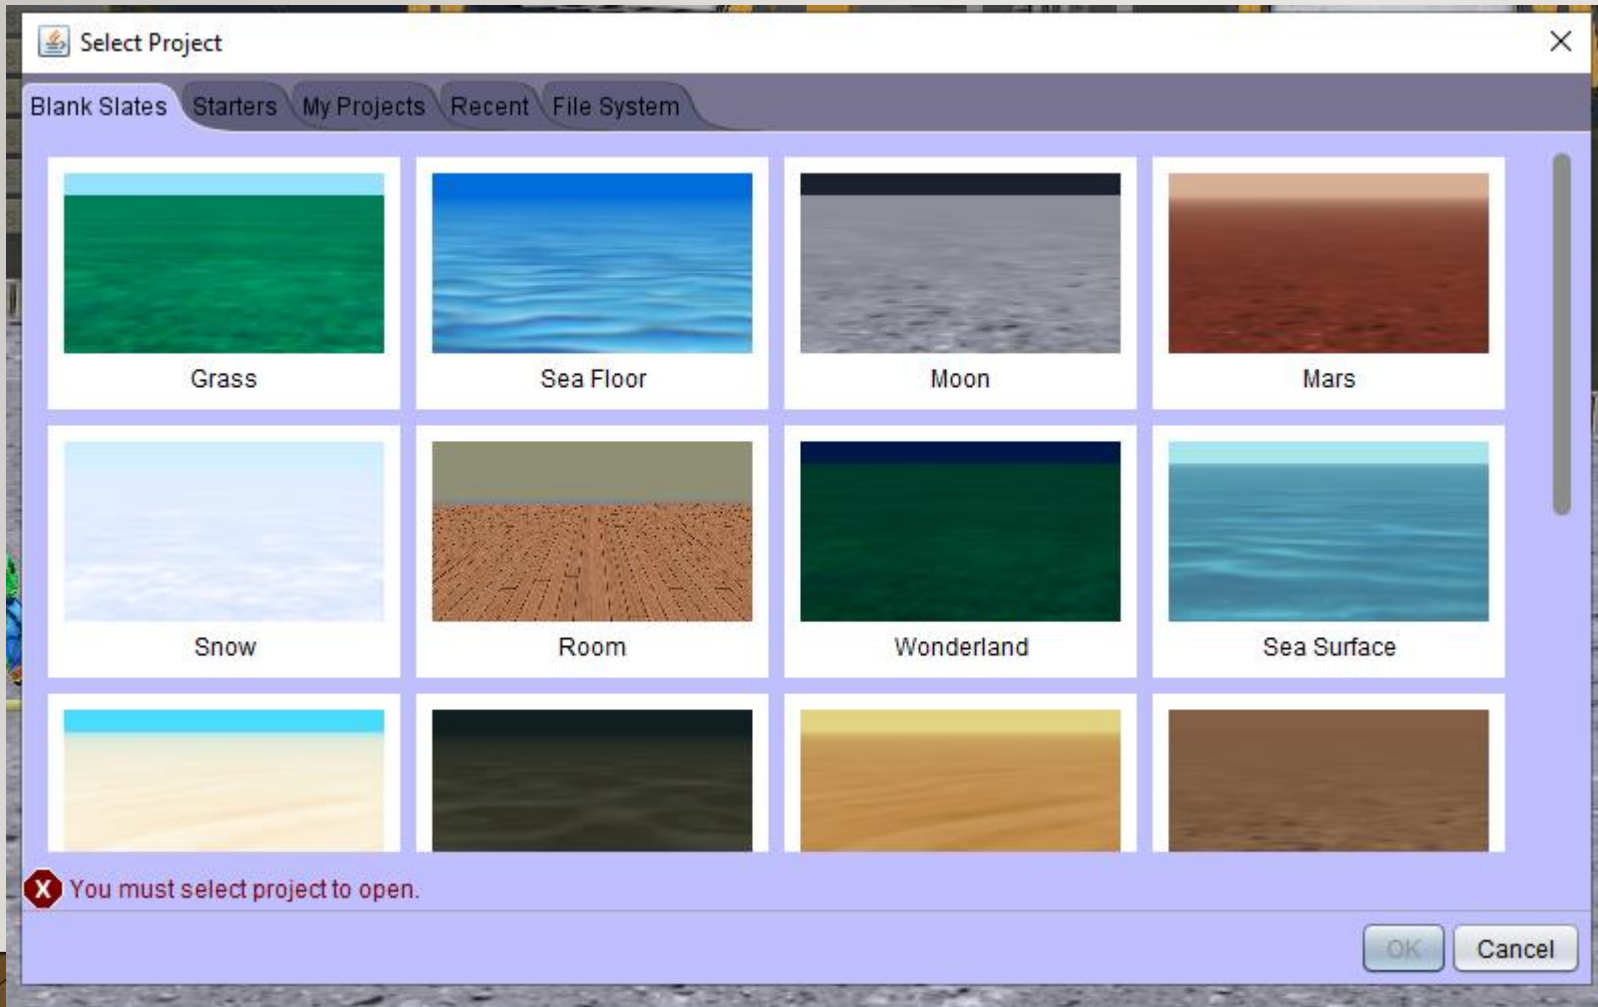 Select Project
Blank Slates Starters My Projects Recent File System
Grass Sea Floor Moon Mars
Snow Room Wonderland Sea Surface
X You must select project to open.
OK Cancel